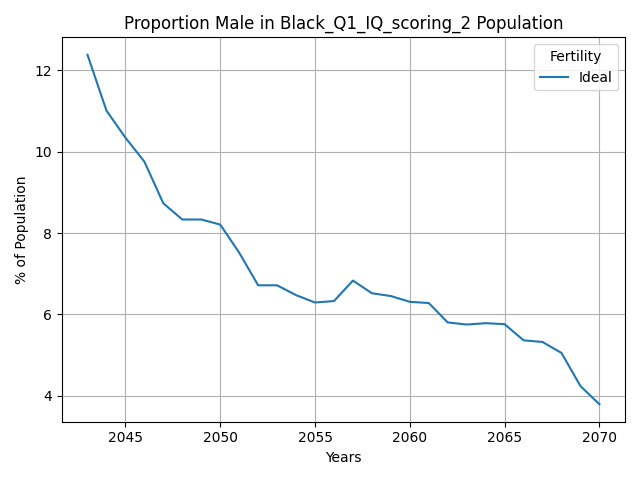 Proportion Male in Black_Q1_IQ_scoring_2 Population
Fertility
Ideal
% of Population
12
10
8
6
4
2045 2050 2055 2060 2065 2070
Years